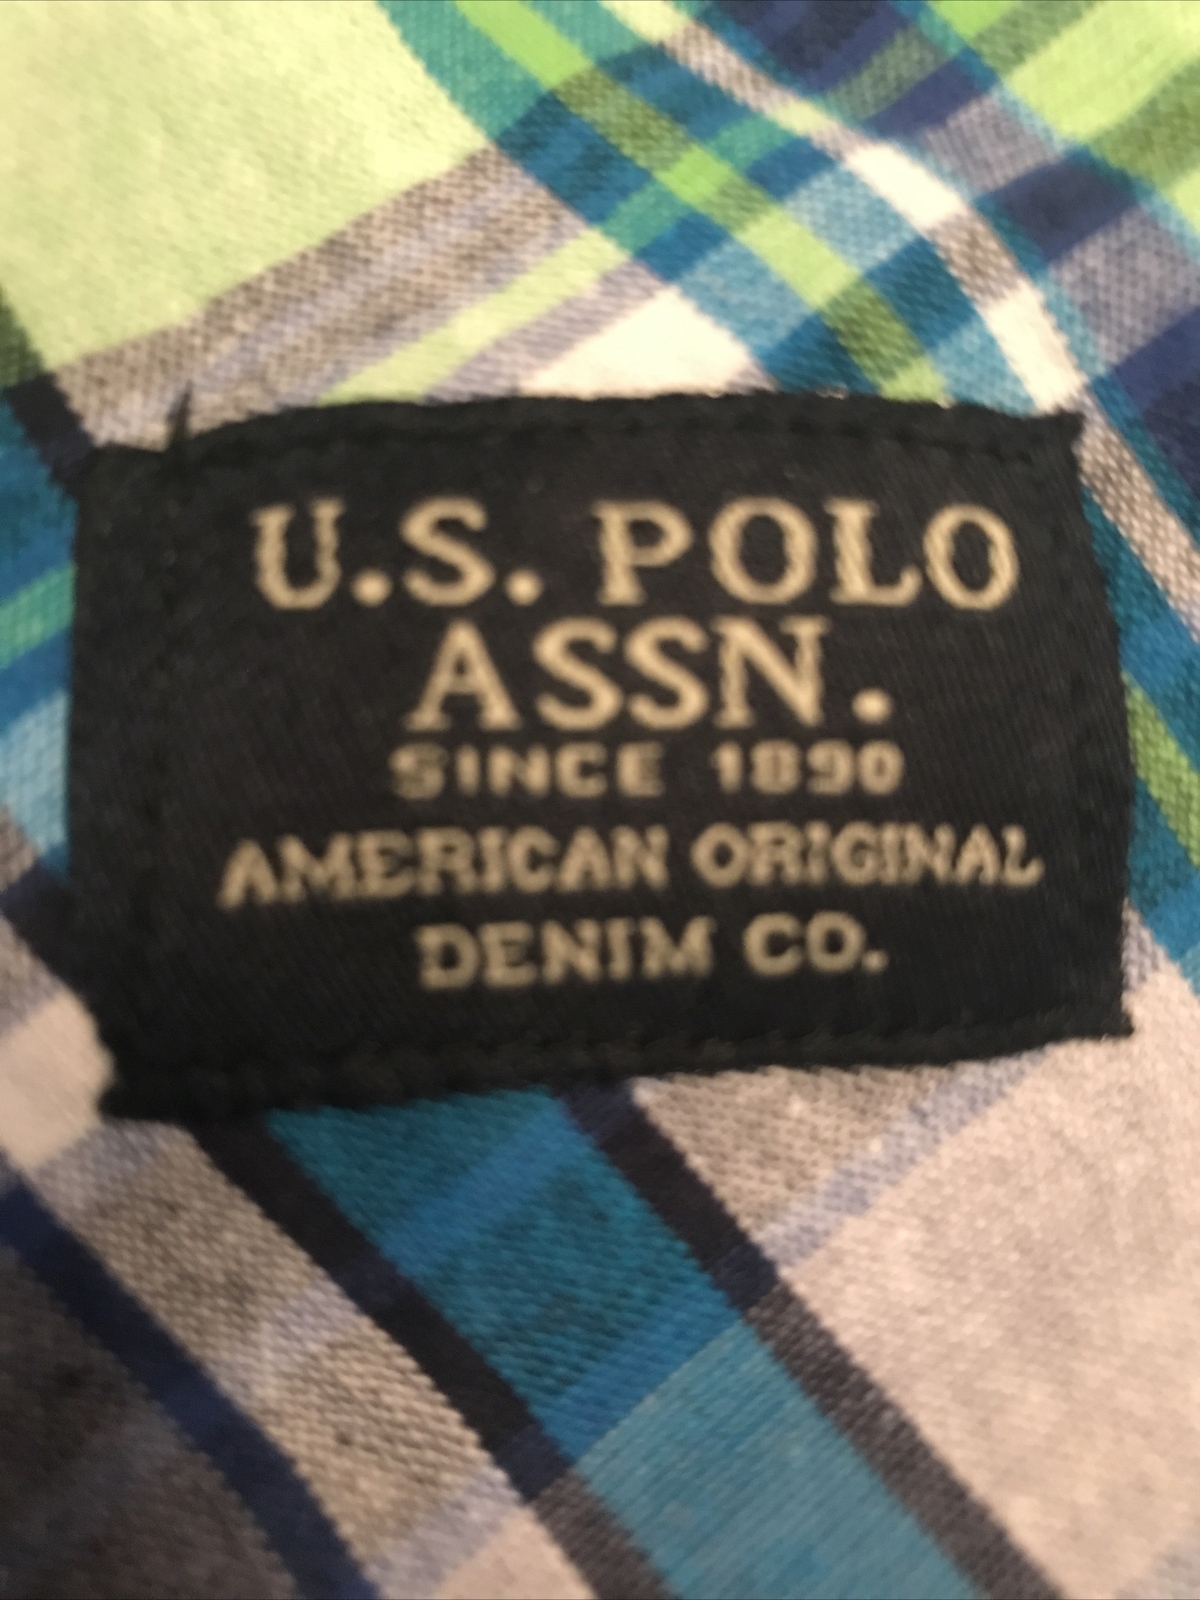 U.S. POLO
ASSN.
SINCE 1890
AMERICAN ORIGINAL
DENIM CO.